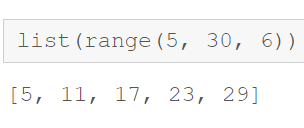 list(range(5, 30, 6))
[5, 11, 17, 23, 29]